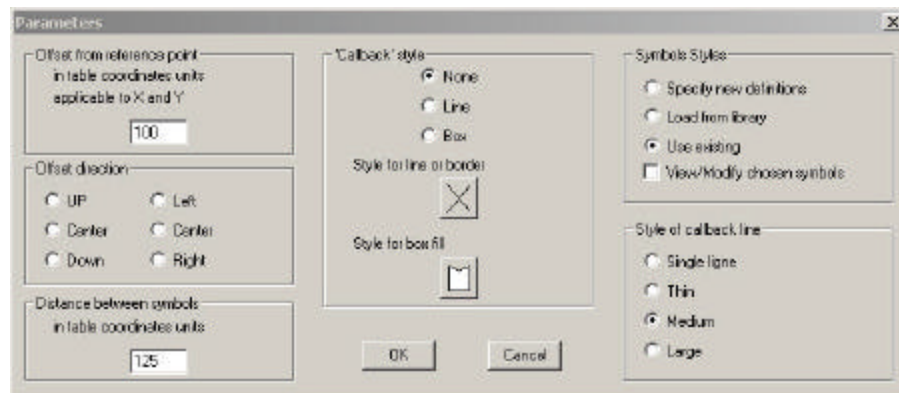 Parameters
Offset from reference point
in table coordinates units
applicable to X and Y
100
Offset direction
UP
Left
Center
Center
Down
Right
Distance between symbols
in table coordinates units
125
'Callback' style
None
Line
Box
Style for line or border
Style for box fill
OK
Cancel
Symbols Styles
Specify new definitions
Load from library
Use existing
View/Modify chosen symbols
Style of callback line
Single ligne
Thin
Medium
Large